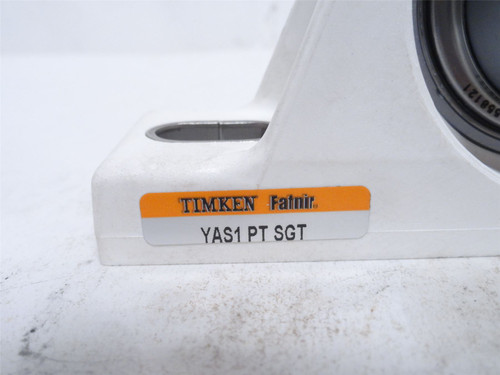 TIMKEN Fafnir®
YAS1 PT SGT